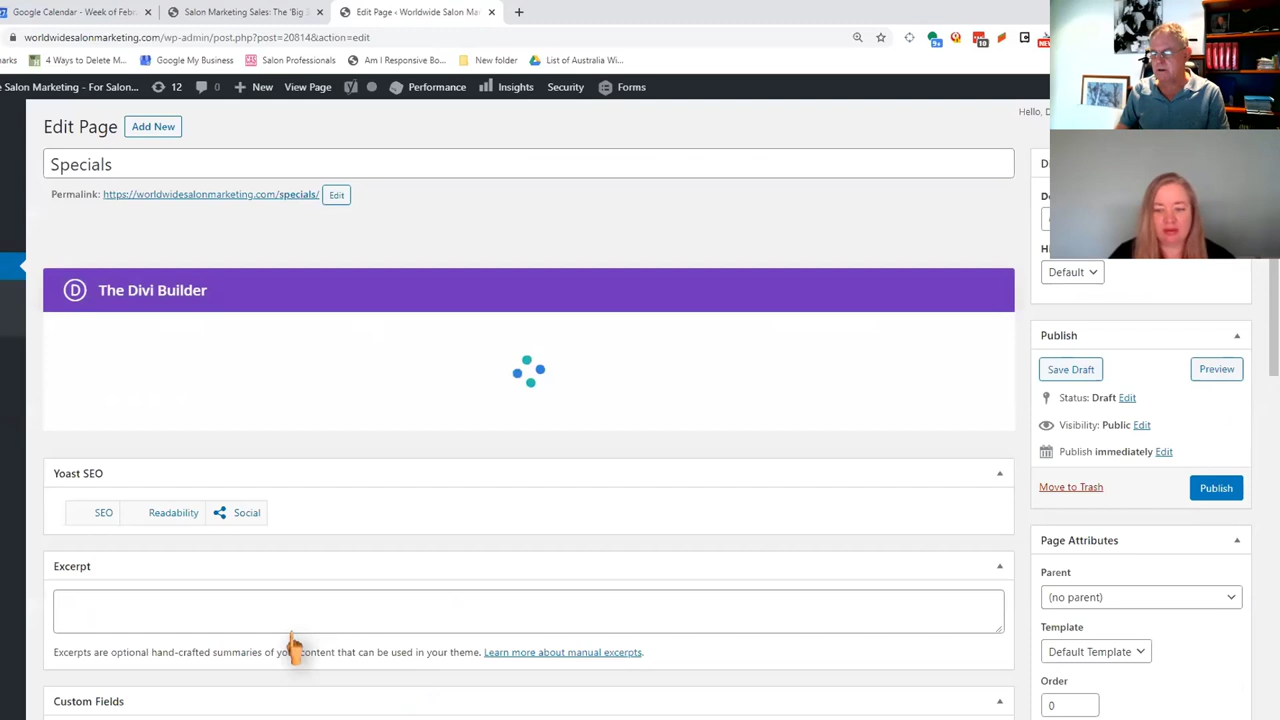 Google Calendar - Week of Febr
Salon Marketing Sales: The 'Big 3
Edit Page ‹ Worldwide Salon Mar
worldwidesalonmarketing.com/wp-admin/post.php?post=20814&action=edit
9+
10
NEW
marks
4 Ways to Delete M...
Google My Business
Salon Professionals
Am I Responsive Bo...
New folder
List of Australia Wi...
Salon Marketing - For Salon...
12
0
New
View Page
Performance
Insights
Security
Forms
Edit Page
Add New
Hello, D
Specials
Permalink: https://worldwidesalonmarketing.com/specials/
Edit
Default
The Divi Builder
Publish
Save Draft
Preview
Status: Draft Edit
Visibility: Public Edit
Publish immediately Edit
Move to Trash
Publish
Yoast SEO
SEO
Readability
Social
Excerpt
Excerpts are optional hand-crafted summaries of your content that can be used in your theme. Learn more about manual excerpts.
Custom Fields
Page Attributes
Parent
(no parent)
Template
Default Template
Order
0